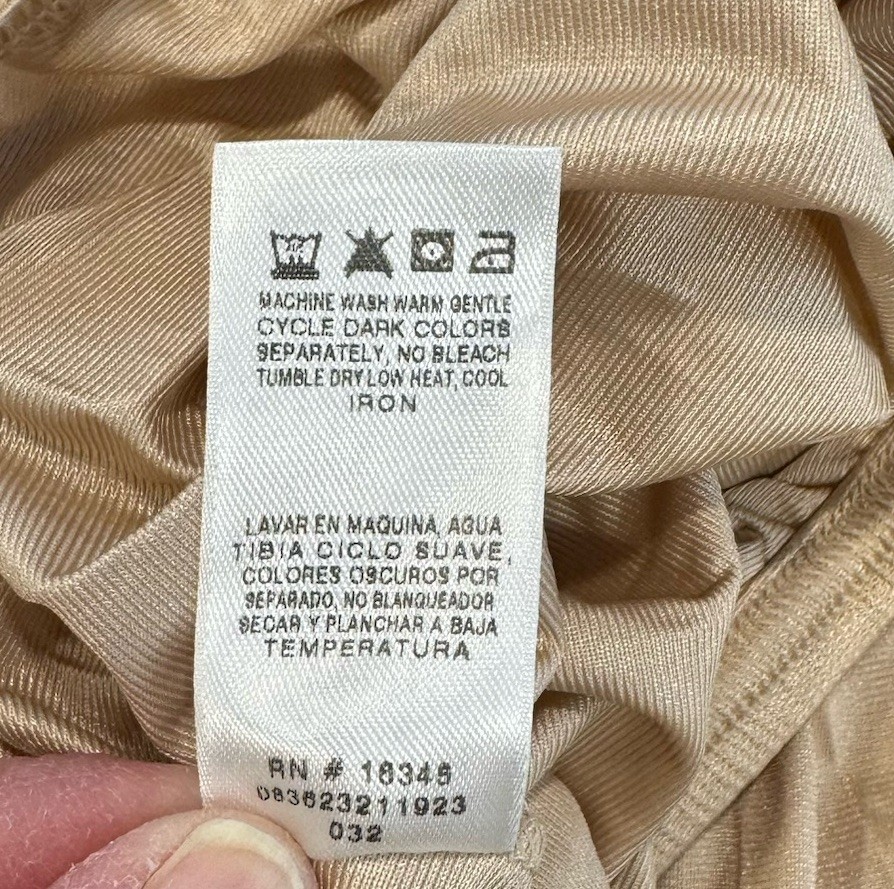 MACHINE WASH WARM GENTLE
CYCLE DARK COLORS
SEPARATELY, NO BLEACH
TUMBLE DRY LOW HEAT, COOL
IRON
LAVAR EN MAQUINA, AGUA
TIBIA CICLO SUAVE,
COLORES OSCUROS POR
SEPARADO, NO BLANQUEADOR
SECAR Y PLANCHAR A BAJA
TEMPERATURA
RN # 16345
083623211923
032